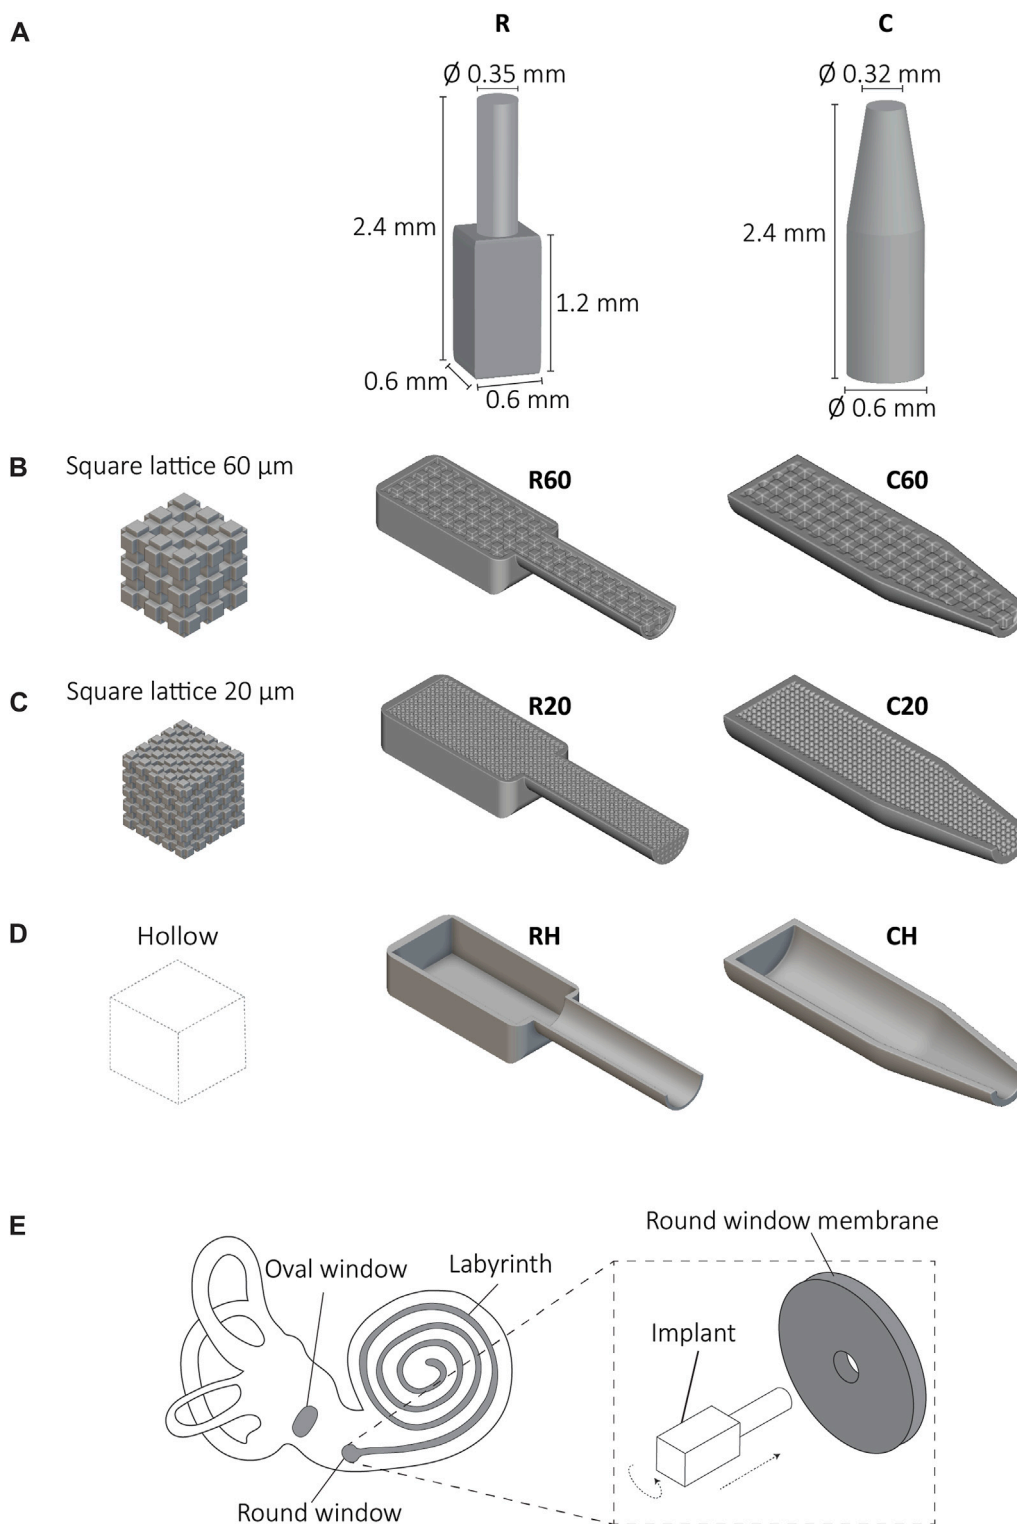 A
R
C
Ø 0.35 mm
Ø 0.32 mm
2.4 mm
2.4 mm
1.2 mm
0.6 mm
0.6 mm
Ø 0.6 mm
B
Square lattice 60 µm
R60
C60
C
Square lattice 20 µm
R20
C20
D
Hollow
RH
CH
E
Round window membrane
Oval window
Labyrinth
Implant
Round window